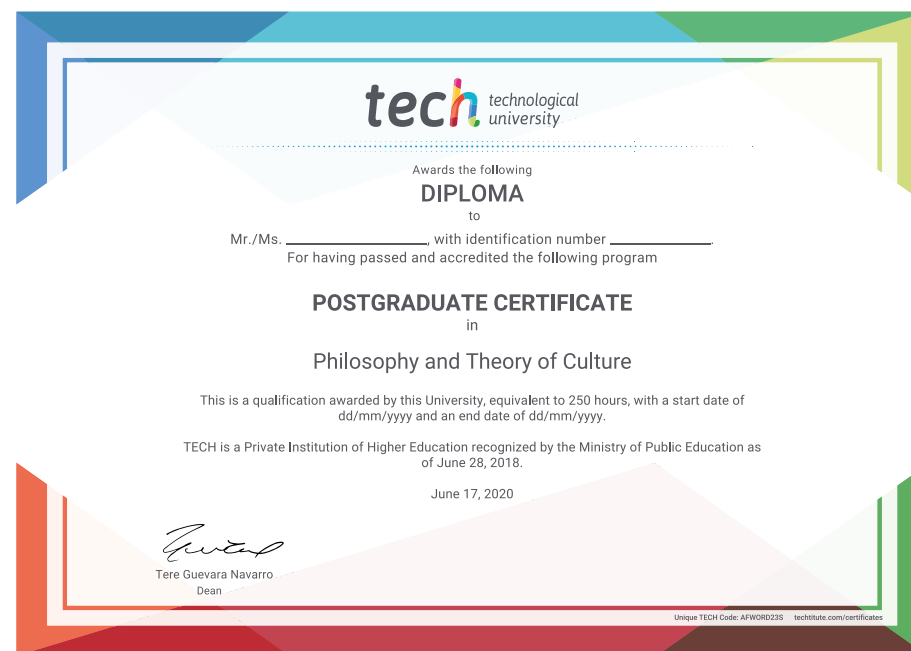 tech technological
university
Awards the following
DIPLOMA
to
Mr./Ms. ____________________, with identification number ______________.
For having passed and accredited the following program
POSTGRADUATE CERTIFICATE
in
Philosophy and Theory of Culture
This is a qualification awarded by this University, equivalent to 250 hours, with a start date of
dd/mm/yyyy and an end date of dd/mm/yyyy.
TECH is a Private Institution of Higher Education recognized by the Ministry of Public Education as
of June 28, 2018.
June 17, 2020
Tere Guevara Navarro
Dean
Unique TECH Code: AFWORD23S techtitute.com/certificates